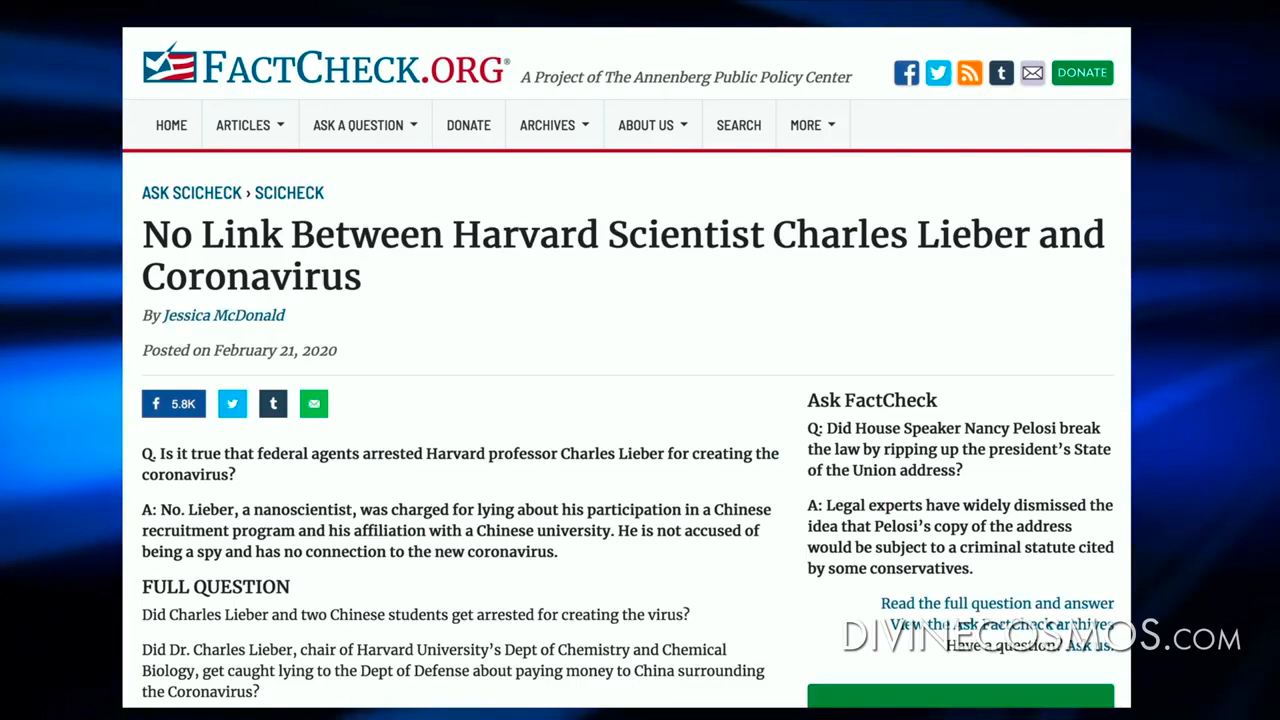 FACTCHECK.ORG®
A Project of The Annenberg Public Policy Center
DONATE
HOME
ARTICLES
ASK A QUESTION
DONATE
ARCHIVES
ABOUT US
SEARCH
MORE
ASK SCICHECK › SCICHECK
No Link Between Harvard Scientist Charles Lieber and
Coronavirus
By Jessica McDonald
Posted on February 21, 2020
5.8K
Q. Is it true that federal agents arrested Harvard professor Charles Lieber for creating the
coronavirus?
A: No. Lieber, a nanoscientist, was charged for lying about his participation in a Chinese
recruitment program and his affiliation with a Chinese university. He is not accused of
being a spy and has no connection to the new coronavirus.
FULL QUESTION
Did Charles Lieber and two Chinese students get arrested for creating the virus?
Did Dr. Charles Lieber, chair of Harvard University's Dept of Chemistry and Chemical
Biology, get caught lying to the Dept of Defense about paying money to China surrounding
the Coronavirus?
Ask FactCheck
Q: Did House Speaker Nancy Pelosi break
the law by ripping up the president's State
of the Union address?
A: Legal experts have widely dismissed the
idea that Pelosi's copy of the address
would be subject to a criminal statute cited
by some conservatives.
Read the full question and answer
View the Ask FactCheck archives
Have a question? Ask us.
DIVINECOSMOS.COM